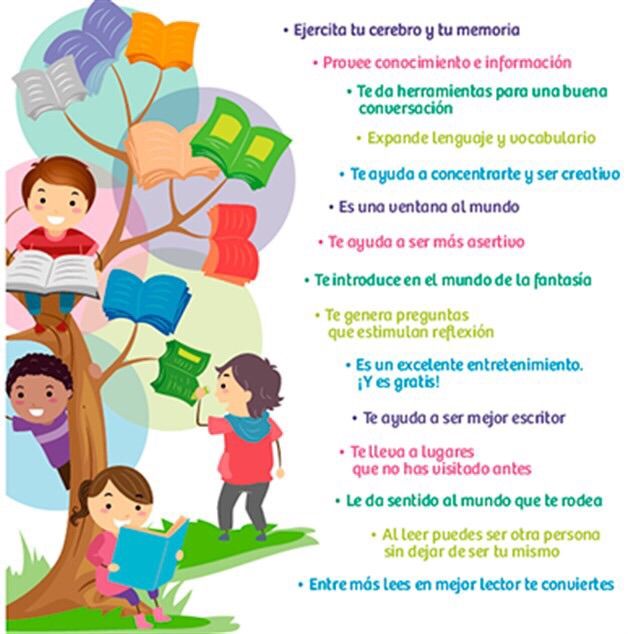 • Ejercita tu cerebro y tu memoria
• Provee conocimiento e información
• Te da herramientas para una buena
conversación
• Expande lenguaje y vocabulario
• Te ayuda a concentrarte y ser creativo
• Es una ventana al mundo
• Te ayuda a ser más asertivo
• Te introduce en el mundo de la fantasía
• Te genera preguntas
que estimulan reflexión
• Es un excelente entretenimiento.
¡Y es gratis!
• Te ayuda a ser mejor escritor
• Te lleva a lugares
que no has visitado antes
• Le da sentido al mundo que te rodea
• Al leer puedes ser otra persona
sin dejar de ser tu mismo
• Entre más lees en mejor lector te conviertes